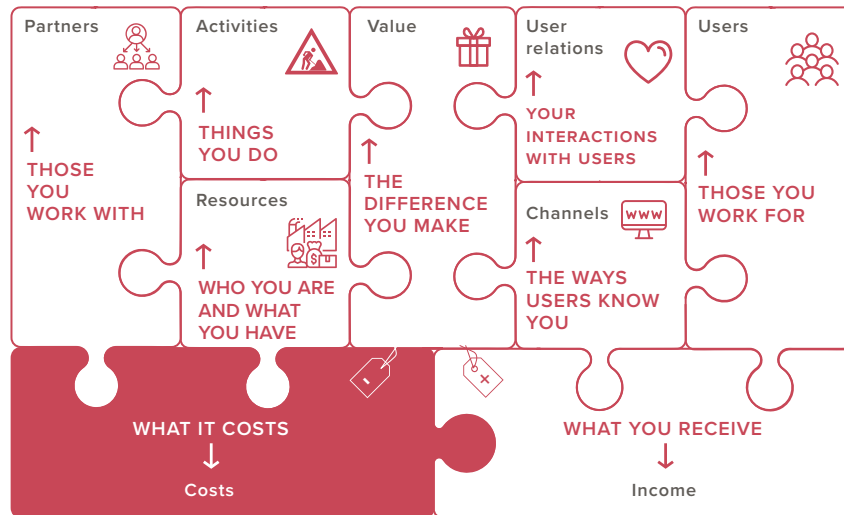 Partners
THOSE
YOU
WORK WITH
Activities
THINGS
YOU DO
Resources
WHO YOU ARE
AND WHAT
YOU HAVE
Value
THE
DIFFERENCE
YOU MAKE
User
relations
YOUR
INTERACTIONS
WITH USERS
Channels
WWW
THE WAYS
USERS KNOW
YOU
Users
THOSE YOU
WORK FOR
WHAT IT COSTS
Costs
WHAT YOU RECEIVE
Income